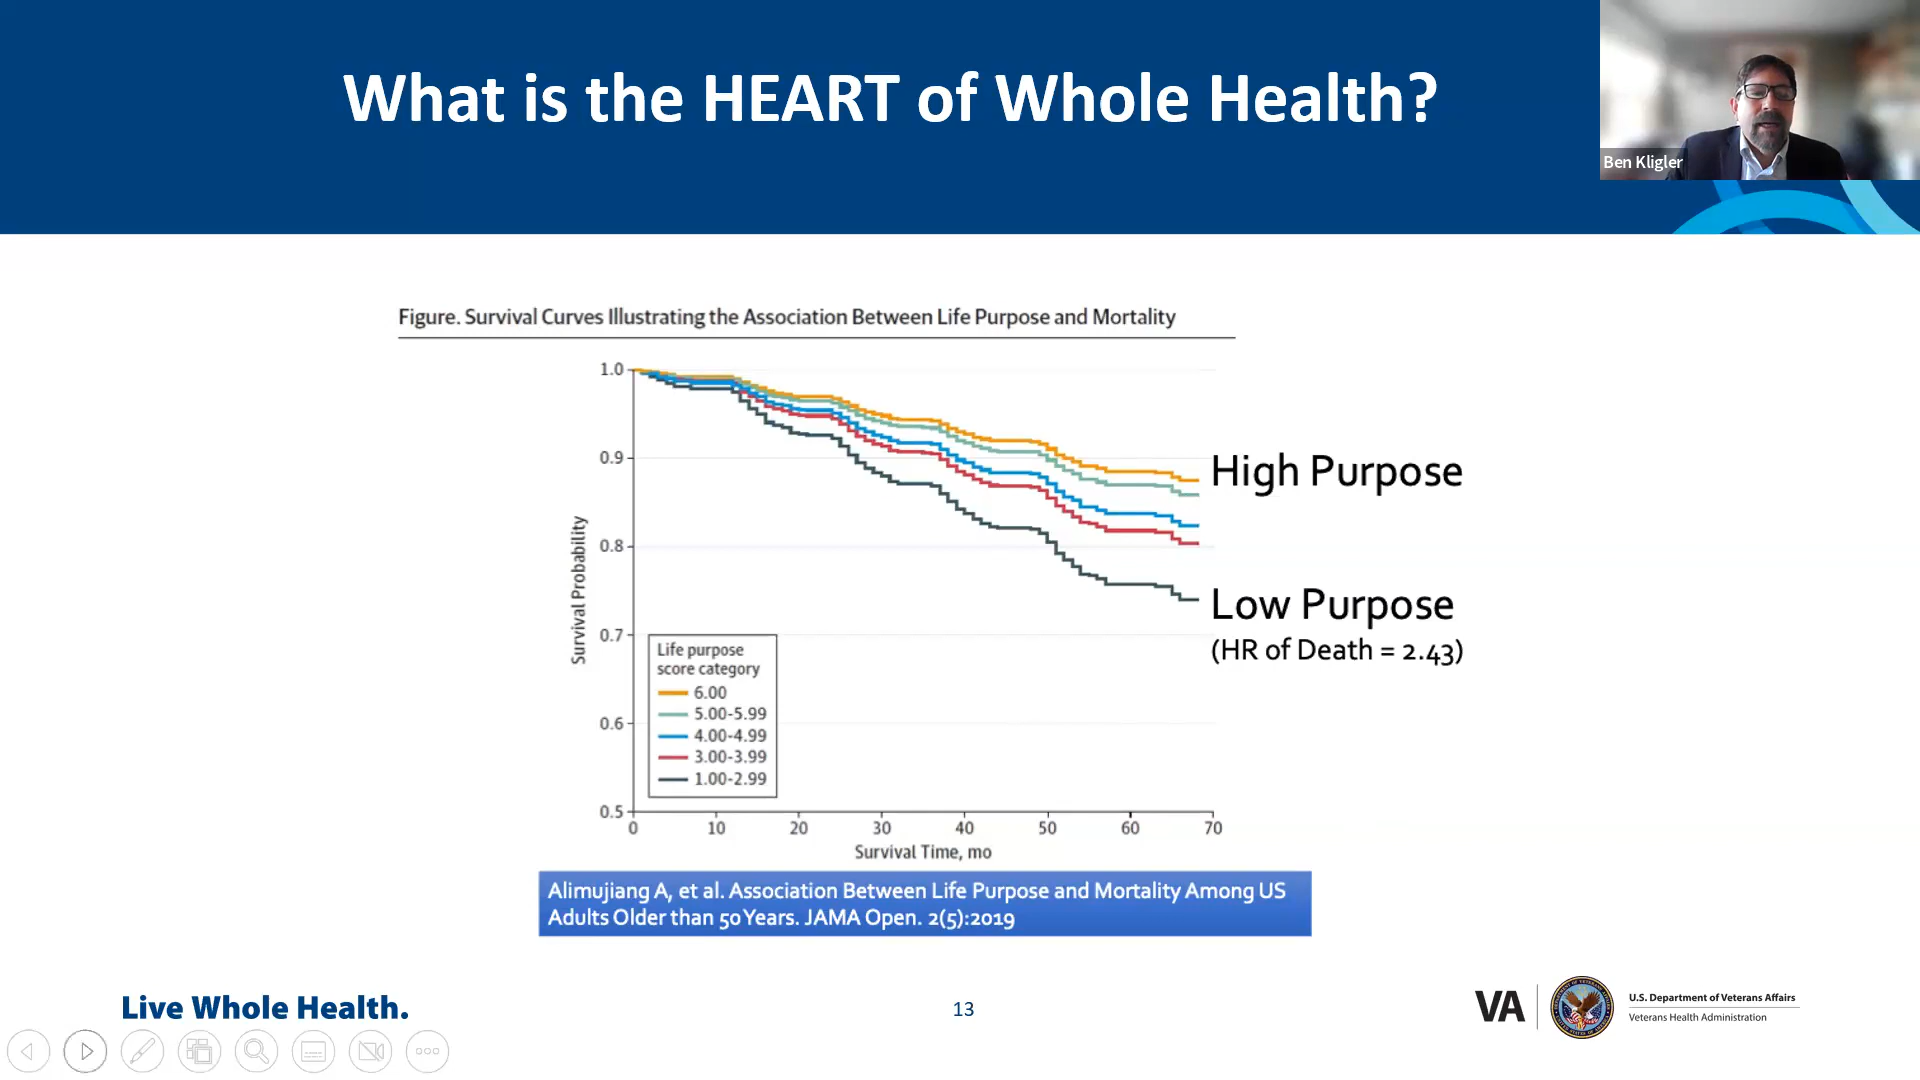 What is the HEART of Whole Health?
Ben Kligler
Figure. Survival Curves Illustrating the Association Between Life Purpose and Mortality
1.0
0.9
0.8
0.7
0.6
0.5
Survival Probability
High Purpose
Low Purpose
(HR of Death = 2.43)
Life purpose
score category
6.00
5.00-5.99
4.00-4.99
3.00-3.99
1.00-2.99
0 10 20 30 40 50 60 70
Survival Time, mo
Alimujiang A, et al. Association Between Life Purpose and Mortality Among US
Adults Older than 50 Years. JAMA Open. 2(5):2019
Live Whole Health.
13
VA
U.S. Department of Veterans Affairs
Veterans Health Administration